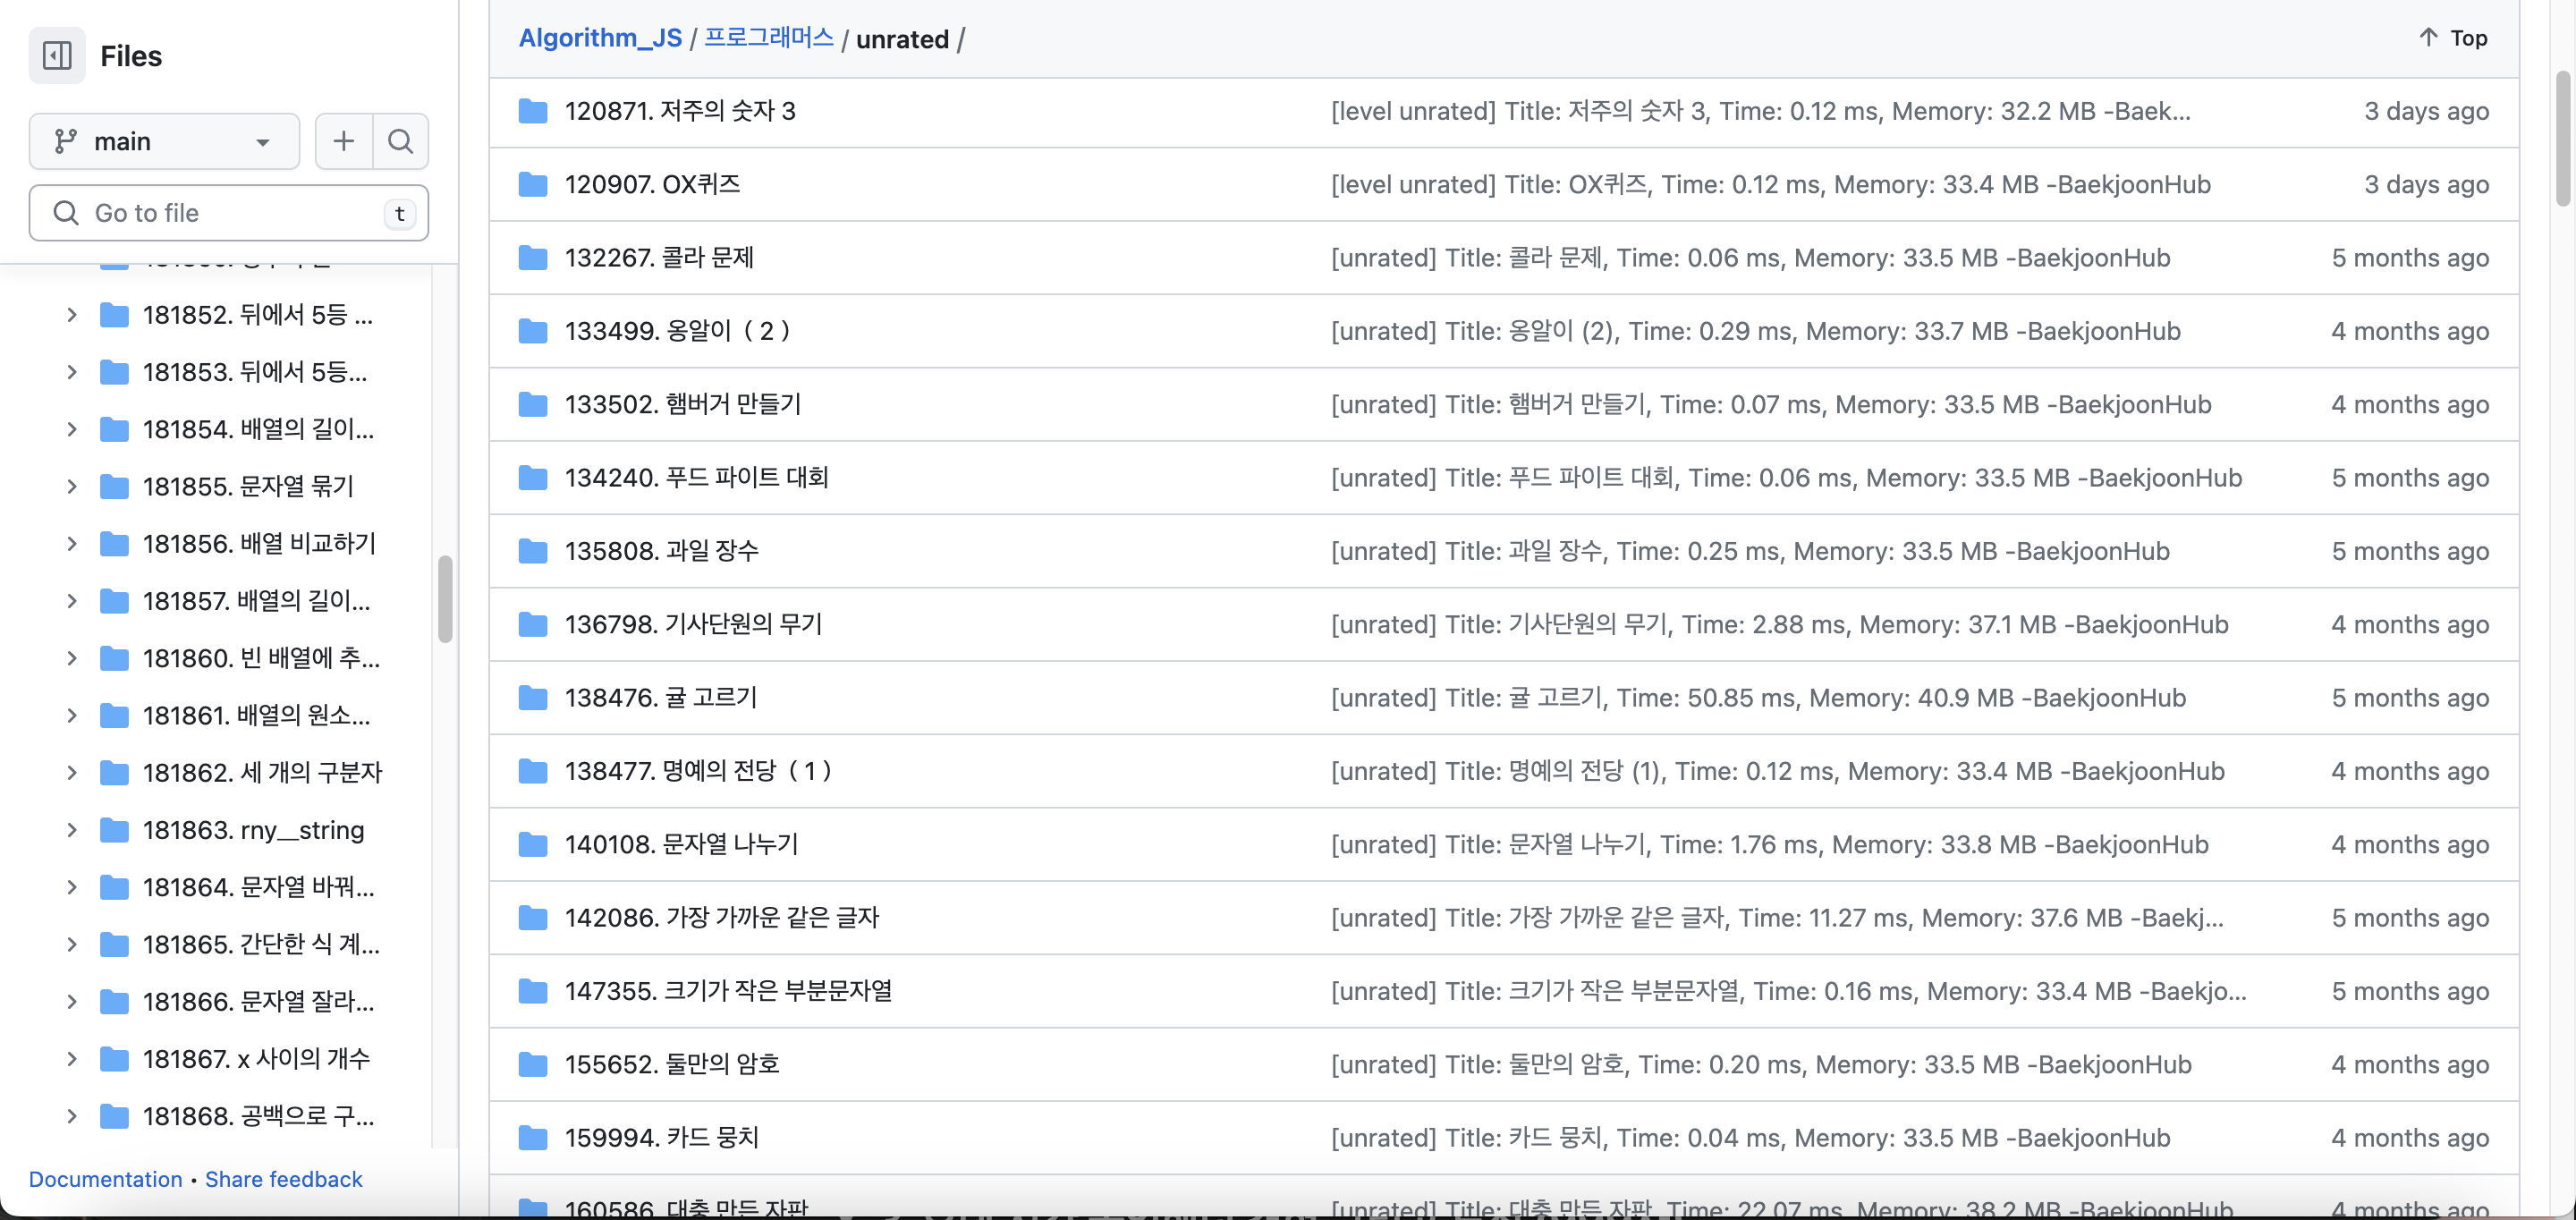 Files
main
Go to file
t
181852. 뒤에서 5등 ...
181853. 뒤에서 5등...
181854. 배열의 길이...
181855. 문자열 묶기
181856. 배열 비교하기
181857. 배열의 길이...
181860. 빈 배열에 추...
181861. 배열의 원소...
181862. 세 개의 구분자
181863. rny_string
181864. 문자열 바꿔...
181865. 간단한 식 계...
181866. 문자열 잘라...
181867. x 사이의 개수
181868. 공백으로 구...
Documentation • Share feedback
Algorithm_JS / 프로그래머스 / unrated /
Top
120871. 저주의 숫자 3 [level unrated] Title: 저주의 숫자 3, Time: 0.12 ms, Memory: 32.2 MB -Baek... 3 days ago
120907. OX퀴즈 [level unrated] Title: OX퀴즈, Time: 0.12 ms, Memory: 33.4 MB -BaekjoonHub 3 days ago
132267. 콜라 문제 [unrated] Title: 콜라 문제, Time: 0.06 ms, Memory: 33.5 MB -BaekjoonHub 5 months ago
133499. 옹알이 ( 2 ) [unrated] Title: 옹알이 (2), Time: 0.29 ms, Memory: 33.7 MB -BaekjoonHub 4 months ago
133502. 햄버거 만들기 [unrated] Title: 햄버거 만들기, Time: 0.07 ms, Memory: 33.5 MB -BaekjoonHub 4 months ago
134240. 푸드 파이트 대회 [unrated] Title: 푸드 파이트 대회, Time: 0.06 ms, Memory: 33.5 MB -BaekjoonHub 5 months ago
135808. 과일 장수 [unrated] Title: 과일 장수, Time: 0.25 ms, Memory: 33.5 MB -BaekjoonHub 5 months ago
136798. 기사단원의 무기 [unrated] Title: 기사단원의 무기, Time: 2.88 ms, Memory: 37.1 MB -BaekjoonHub 4 months ago
138476. 귤 고르기 [unrated] Title: 귤 고르기, Time: 50.85 ms, Memory: 40.9 MB -BaekjoonHub 5 months ago
138477. 명예의 전당 ( 1 ) [unrated] Title: 명예의 전당 (1), Time: 0.12 ms, Memory: 33.4 MB -BaekjoonHub 4 months ago
140108. 문자열 나누기 [unrated] Title: 문자열 나누기, Time: 1.76 ms, Memory: 33.8 MB -BaekjoonHub 4 months ago
142086. 가장 가까운 같은 글자 [unrated] Title: 가장 가까운 같은 글자, Time: 11.27 ms, Memory: 37.6 MB -Baekj... 5 months ago
147355. 크기가 작은 부분문자열 [unrated] Title: 크기가 작은 부분문자열, Time: 0.16 ms, Memory: 33.4 MB -Baekjo... 5 months ago
155652. 둘만의 암호 [unrated] Title: 둘만의 암호, Time: 0.20 ms, Memory: 33.5 MB -BaekjoonHub 4 months ago
159994. 카드 뭉치 [unrated] Title: 카드 뭉치, Time: 0.04 ms, Memory: 33.5 MB -BaekjoonHub 4 months ago
160586. 대충 만든 자판 [unrated] Title: 대충 만든 자판, Time: 22.07 ms, Memory: 38.2 MB -BaekjoonHub 4 months ago